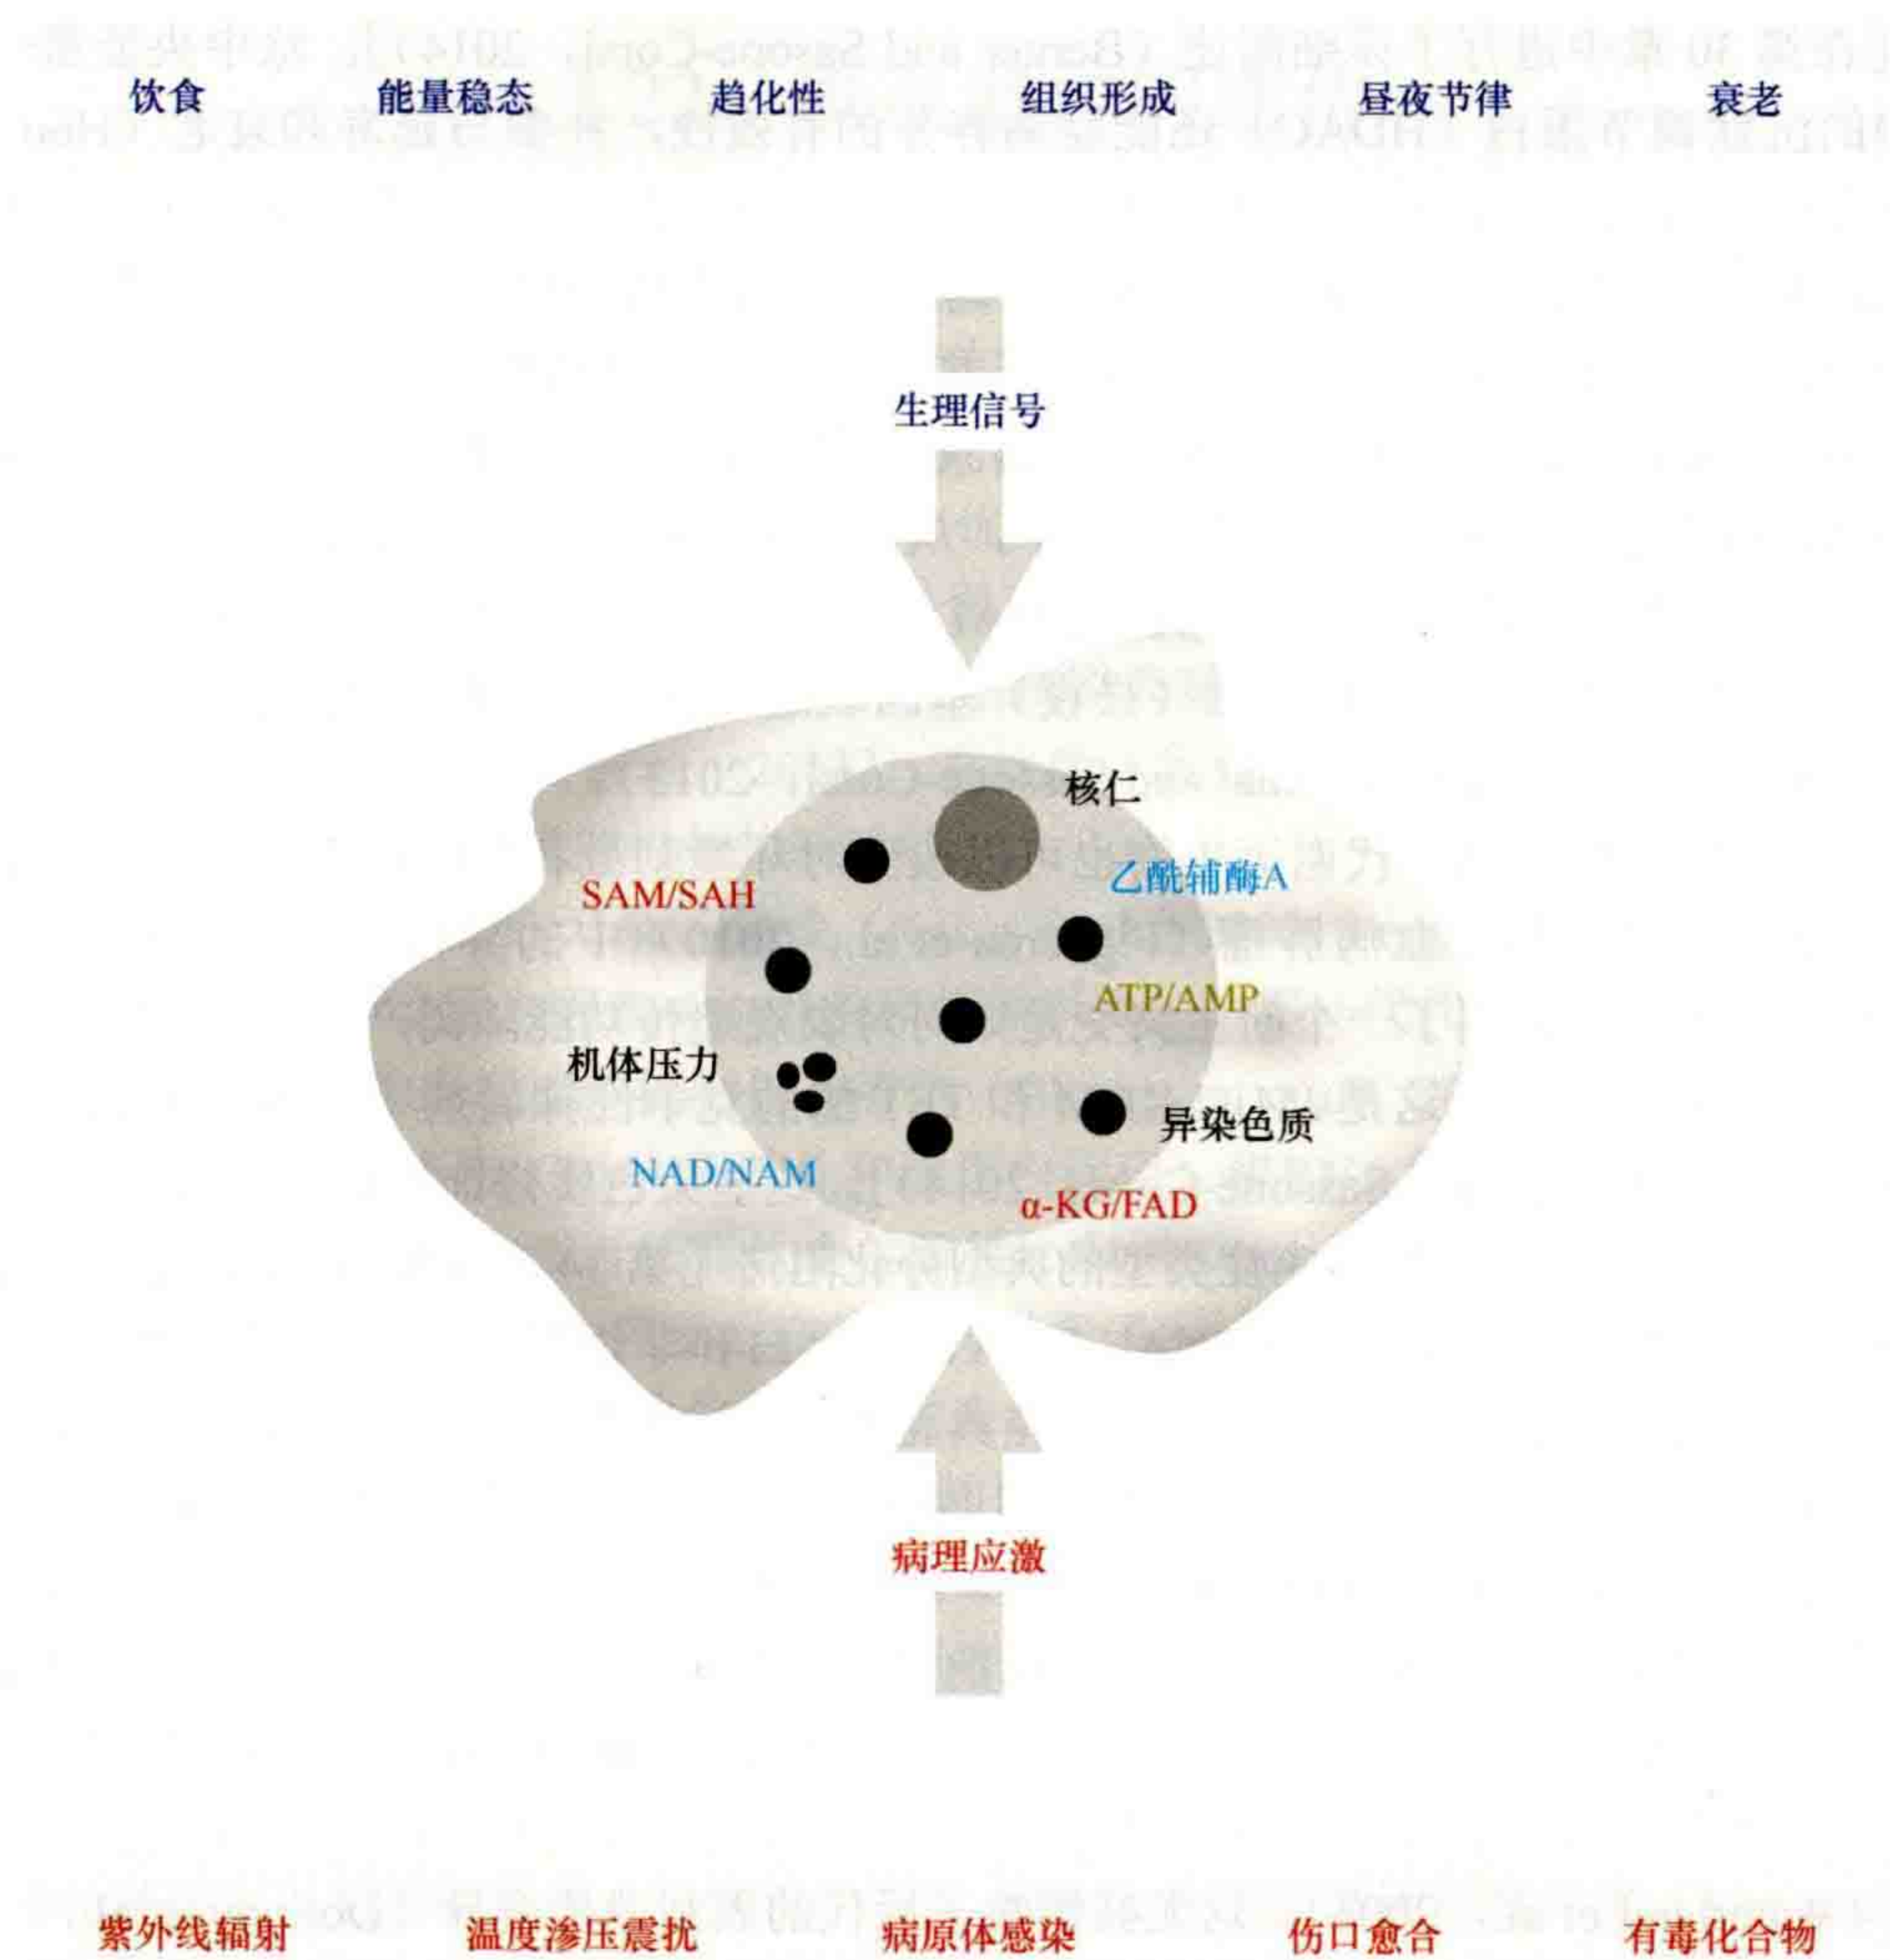 饮食 能量稳态 趋化性 组织形成 昼夜节律 衰老
生理信号
核仁
乙酰辅酶A
SAM/SAH
ATP/AMP
机体压力
异染色质
NAD/NAM
α-KG/FAD
病理应激
紫外线辐射 温度渗压震扰 病原体感染 伤口愈合 有毒化合物